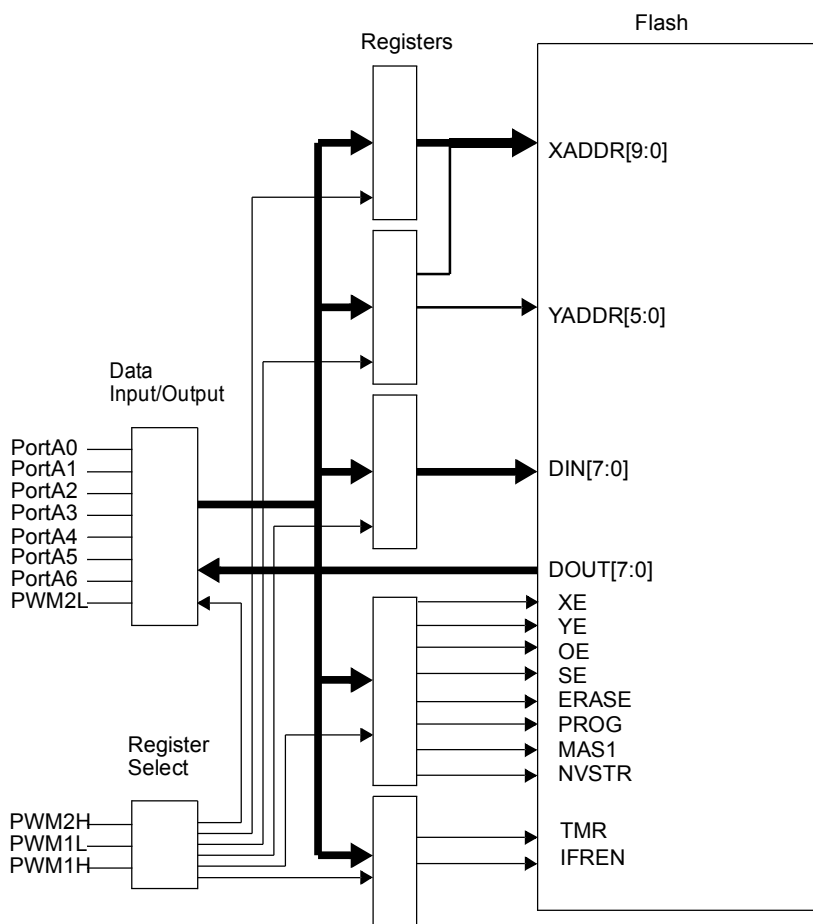 Flash
Registers
XADDR[9:0]
YADDR[5:0]
Data
Input/Output
PortA0
PortA1
PortA2
PortA3
PortA4
PortA5
PortA6
PWM2L
DIN[7:0]
DOUT[7:0]
XE
YE
OE
SE
ERASE
PROG
MAS1
NVSTR
Register
Select
PWM2H
PWM1L
PWM1H
TMR
IFREN